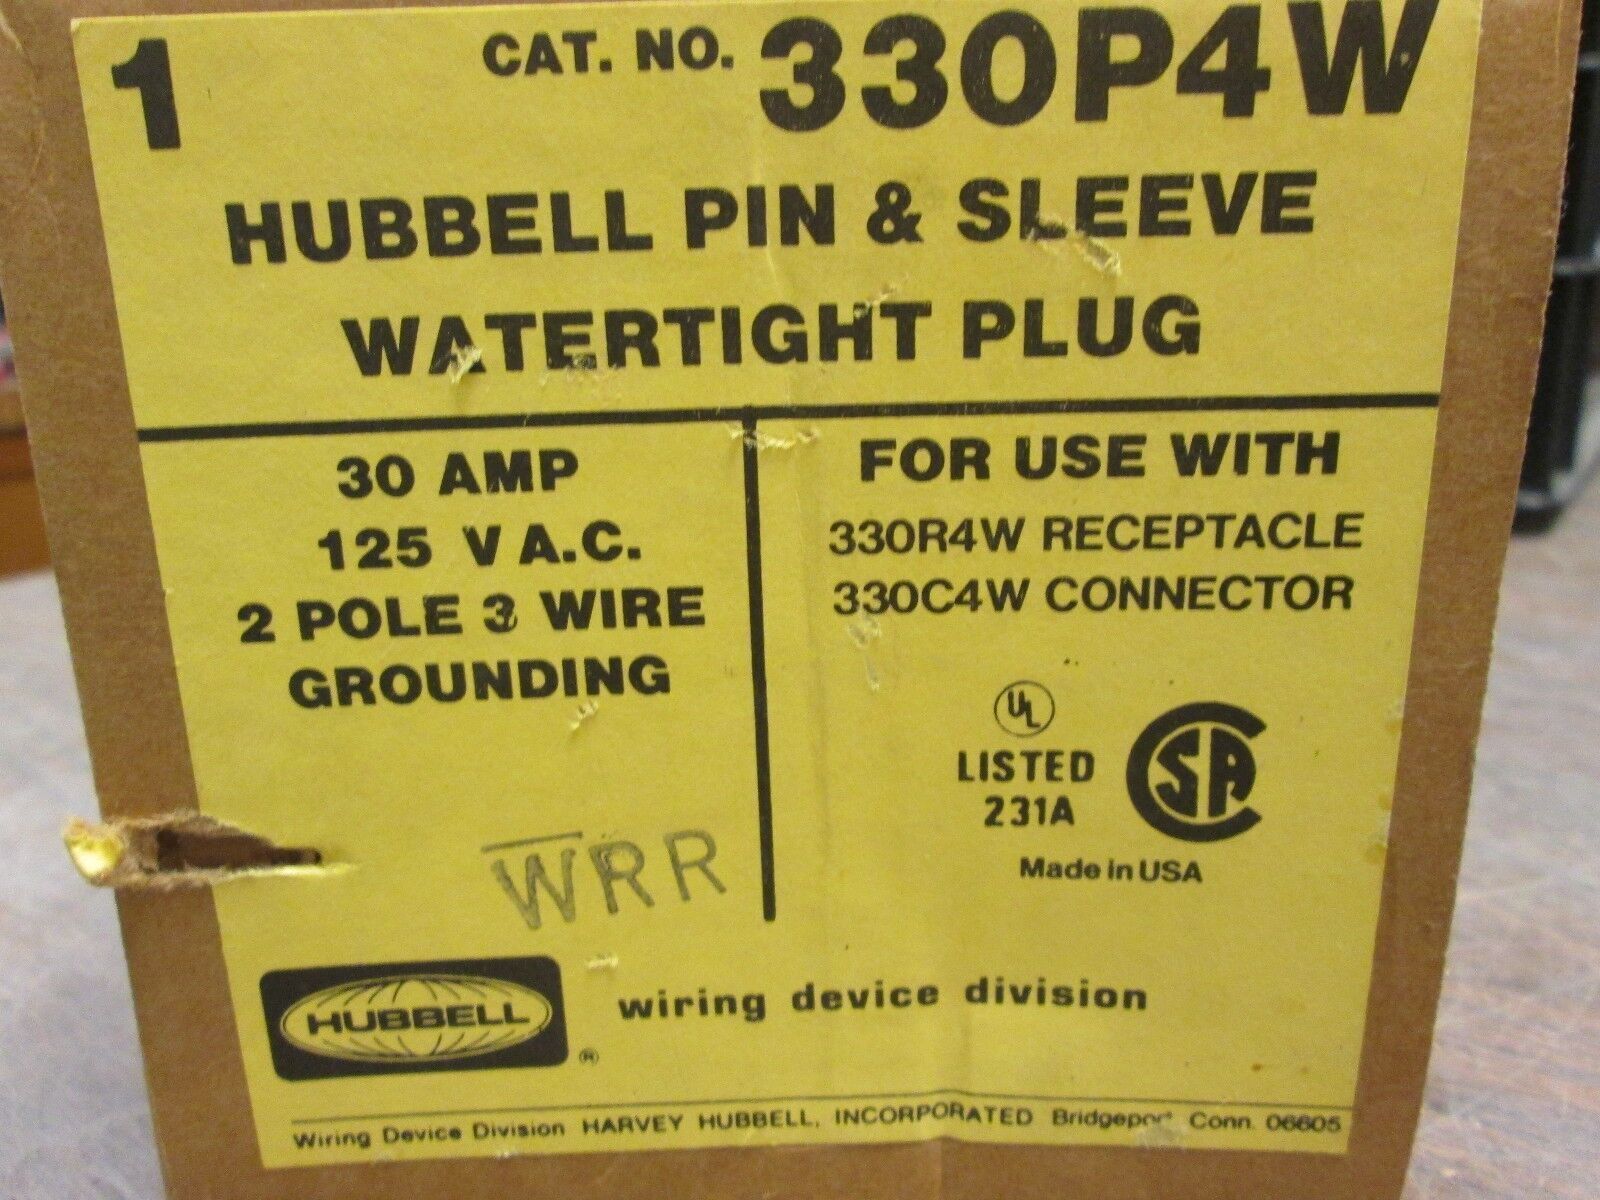 1
CAT. NO. 330P4W
HUBBELL PIN & SLEEVE
WATERTIGHT PLUG
30 AMP
125 V A.C.
2 POLE 3 WIRE
GROUNDING
FOR USE WITH
330R4W RECEPTACLE
330C4W CONNECTOR
UL
LISTED
231A
CSA
Made in USA
WRR
HUBBELL ®
wiring device division
Wiring Device Division HARVEY HUBBELL, INCORPORATED Bridgeport Conn. 06605